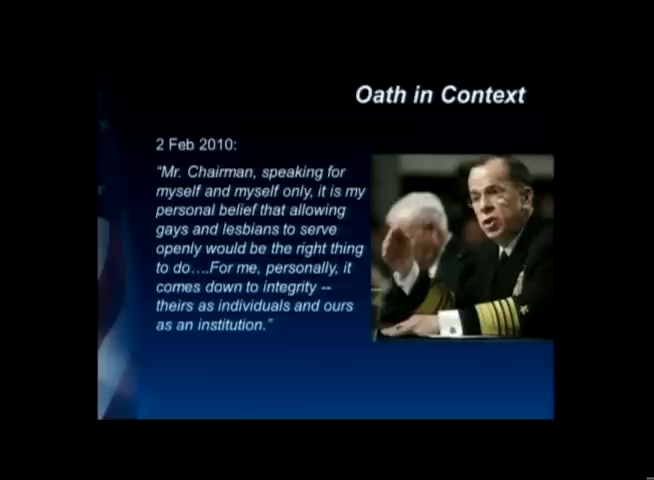 Oath in Context
2 Feb 2010:
"Mr. Chairman, speaking for
myself and myself only, it is my
personal belief that allowing
gays and lesbians to serve
openly would be the right thing
to do....For me, personally, it
comes down to integrity --
theirs as individuals and ours
as an institution."